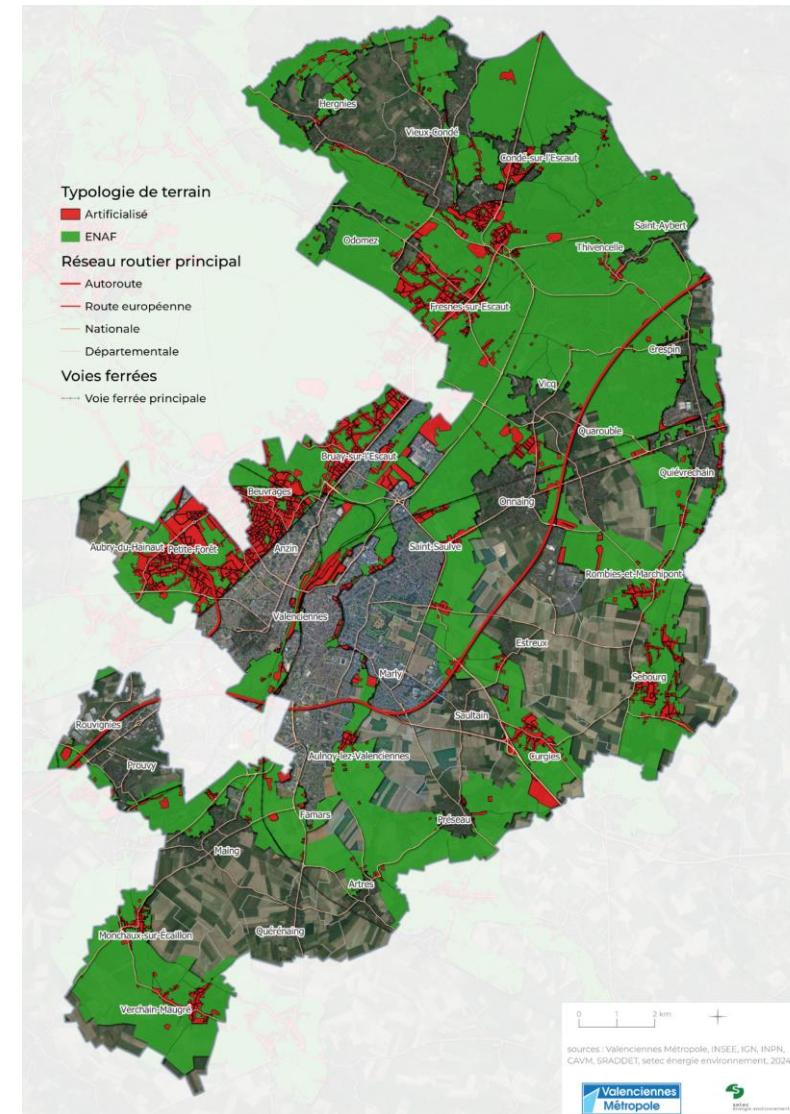 Hergnies
Vieux-Condé
Condé-sur-l'Escaut
Typologie de terrain
Artificialisé
ENAF
Réseau routier principal
Autoroute
Route européenne
Nationale
Départementale
Voies ferrées
Voie ferrée principale
Odomez
Saint-Aybert
Thivencelle
Fresnes-sur-Escaut
Crespin
Vicq
Quarouble
Bruay-sur-l'Escaut
Quiévrechain
Beuvrages
Onnaing
Aubry-du-Hainaut
Petite-Forêt
Anzin
Saint-Saulve
Rombies-et-Marchipont
Valenciennes
Estreux
Marly
Sebourg
Rouvignies
Saultain
Prouvy
Aulnoy-lez-Valenciennes
Curgies
Famars
Préseau
Maing
Artres
Monchaux-sur-Écaillon
Quérénaing
Verchain-Maugré
0 1 2 km
sources : Valenciennes Métropole, INSEE, IGN, INPN,
CAVM, SRADDET, setec énergie environnement, 2024
Valenciennes
Métropole
setec
énergie environnement